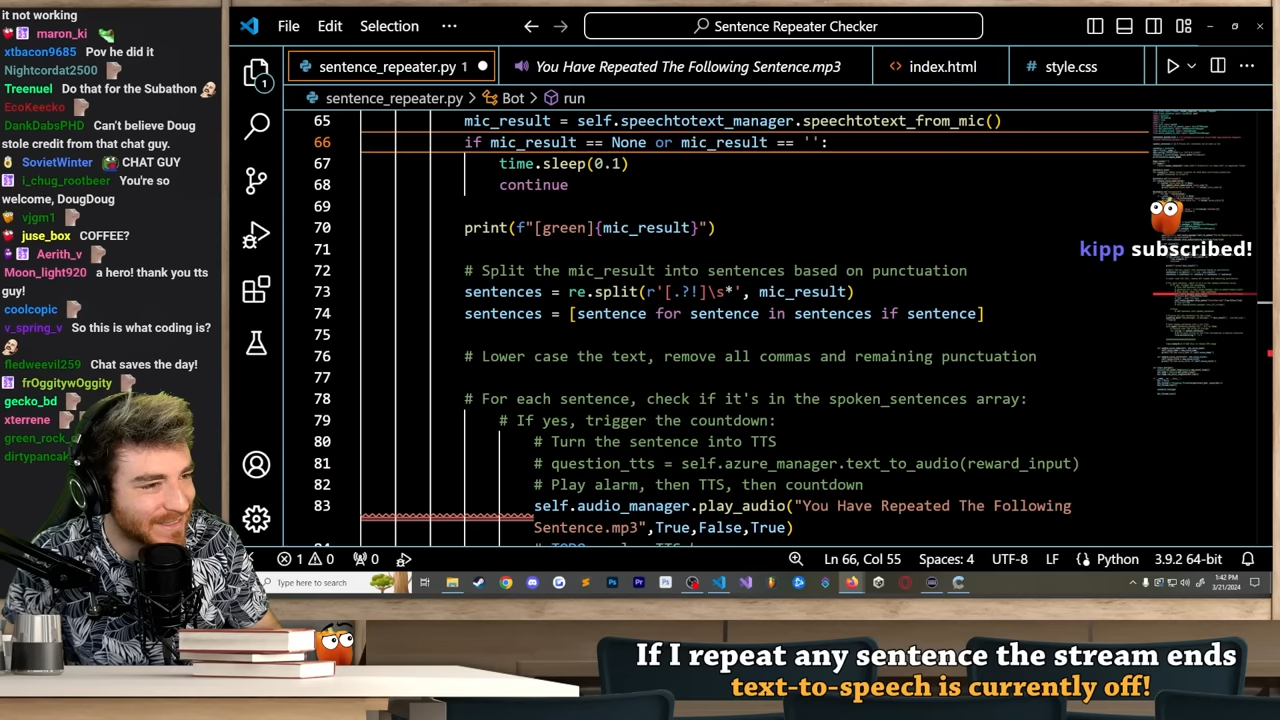 it not working
maron_ki
xtbacon9685 Pov he did it
Nightcordat2500
Treenuel Do that for the Subathon
EcoKeecko
DankDabsPHD Can't believe Doug
stole credit from that chat guy.
SovietWinter CHAT GUY
i_chug_rootbeer You're so
welcome, DougDoug
vjgm1
juse_box COFFEE?
Aerith_v
Moon_light920 a hero! thank you tts
guy!
coolcopic
v_spring_v So this is what coding is?
fledweevil259 Chat saves the day!
frOggitywOggity
gecko_bd
xterrene
green_rock_
dirtypancak
File Edit Selection ···
Sentence Repeater Checker
sentence_repeater.py 1
You Have Repeated The Following Sentence.mp3
index.html
# style.css
sentence_repeater.py > Bot > run
65 mic_result = self.speechtotext_manager.speechtotext_from_mic()
66 if mic_result == None or mic_result == '':
67 time.sleep(0.1)
68 continue
69
70 print(f"[green]{mic_result}")
71
72 # Split the mic_result into sentences based on punctuation
73 sentences = re.split(r'[.?!]\s*', mic_result)
74 sentences = [sentence for sentence in sentences if sentence]
75
76 # Lower case the text, remove all commas and remaining punctuation
77
78 # For each sentence, check if it's in the spoken_sentences array:
79 # If yes, trigger the countdown:
80 # Turn the sentence into TTS
81 # question_tts = self.azure_manager.text_to_audio(reward_input)
82 # Play alarm, then TTS, then countdown
83 self.audio_manager.play_audio("You Have Repeated The Following
Sentence.mp3",True,False,True)
kipp subscribed!
1 0 0
Ln 66, Col 55 Spaces: 4 UTF-8 LF Python 3.9.2 64-bit
Type here to search
1:42 PM
3/21/2024
If I repeat any sentence the stream ends
text-to-speech is currently off!